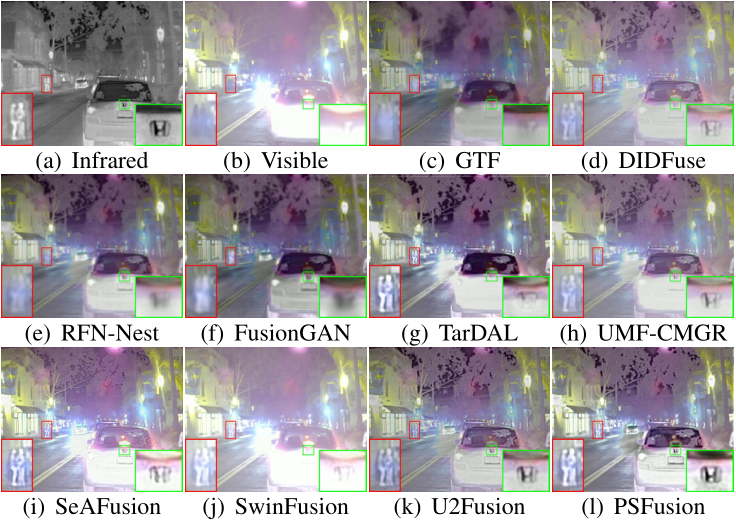 (a) Infrared
(b) Visible
(c) GTF
(d) DIDFuse
(e) RFN-Nest
(f) FusionGAN
(g) TarDAL
(h) UMF-CMGR
(i) SeAFusion
(j) SwinFusion
(k) U2Fusion
(l) PSFusion